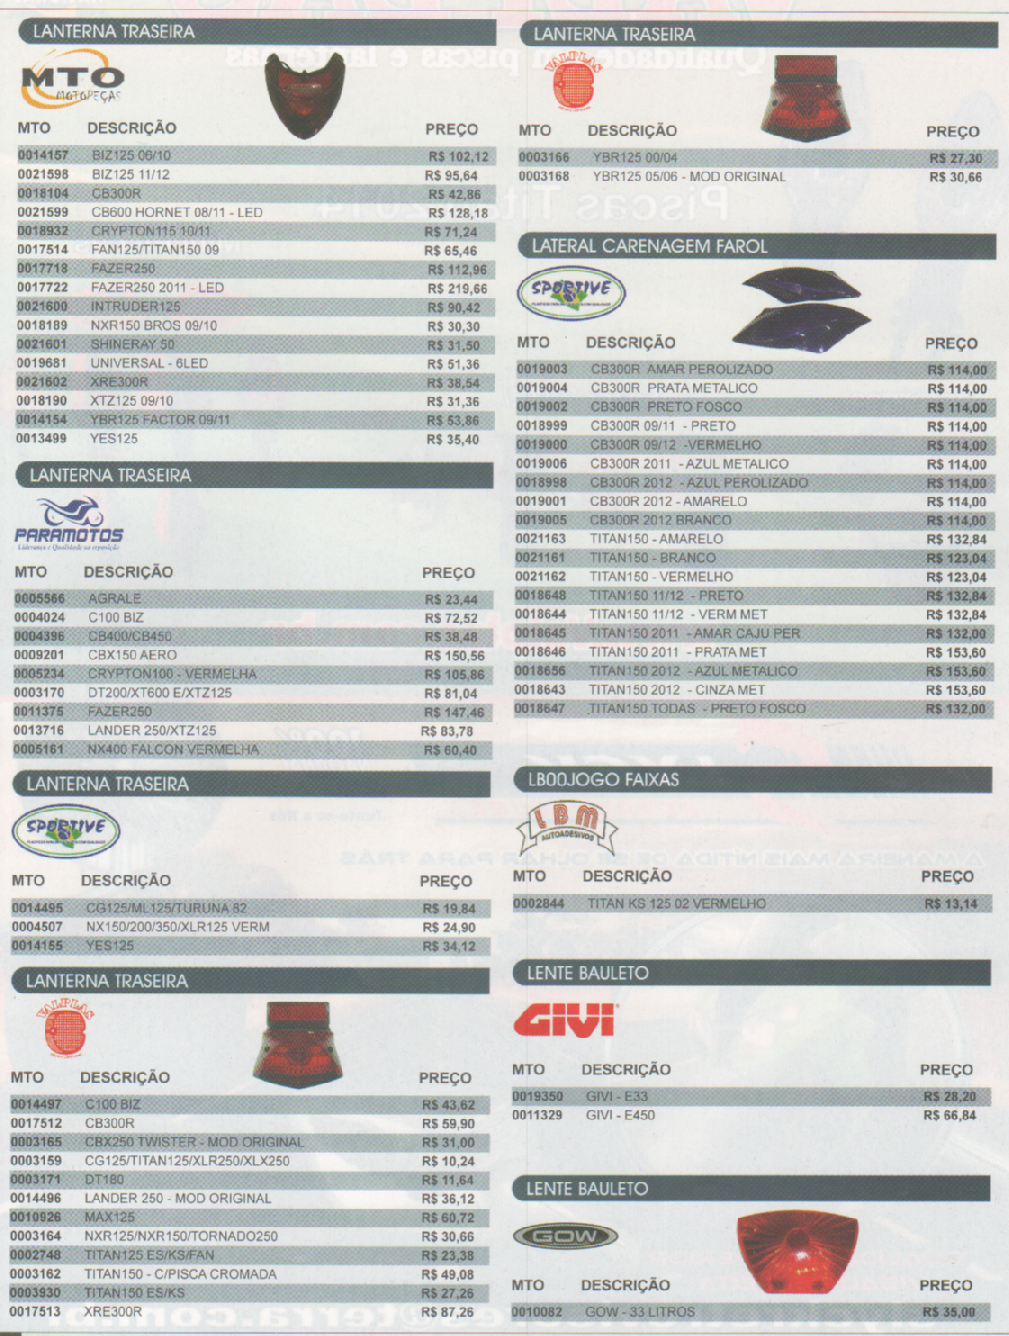 LANTERNA TRASEIRA
MTO
MOTOPEÇAS
MTO DESCRIÇÃO PREÇO
0014157 BIZ125 06/10 R$ 102,12
0021598 BIZ125 11/12 R$ 95,64
0018104 CB300R R$ 42,86
0021599 CB600 HORNET 08/11 - LED R$ 128,18
0018932 CRYPTON115 10/11 R$ 71,24
0017514 FAN125/TITAN150 09 R$ 65,46
0017718 FAZER250 R$ 112,96
0017722 FAZER250 2011 - LED R$ 219,66
0021600 INTRUDER125 R$ 90,42
0018189 NXR150 BROS 09/10 R$ 30,30
0021601 SHINERAY 50 R$ 31,50
0019681 UNIVERSAL - 6LED R$ 51,36
0021602 XRE300R R$ 38,54
0018190 XTZ125 09/10 R$ 31,36
0014154 YBR125 FACTOR 09/11 R$ 53,86
0013499 YES125 R$ 35,40
LANTERNA TRASEIRA
PARAMOTOS
Liderança e Qualidade na reposição
MTO DESCRIÇÃO PREÇO
0005566 AGRALE R$ 23,44
0004024 C100 BIZ R$ 72,52
0004396 CB400/CB450 R$ 38,48
0009201 CBX150 AERO R$ 150,56
0005234 CRYPTON100 - VERMELHA R$ 105,86
0003170 DT200/XT600 E/XTZ125 R$ 81,04
0011375 FAZER250 R$ 147,46
0013716 LANDER 250/XTZ125 R$ 83,78
0005161 NX400 FALCON VERMELHA R$ 60,40
LANTERNA TRASEIRA
SPORTIVE
MTO DESCRIÇÃO PREÇO
0014495 CG125/ML125/TURUNA 82 R$ 19,84
0004507 NX150/200/350/XLR125 VERM R$ 24,90
0014155 YES125 R$ 34,12
LANTERNA TRASEIRA
VALPLAS
MTO DESCRIÇÃO PREÇO
0014497 C100 BIZ R$ 43,62
0017512 CB300R R$ 59,90
0003165 CBX250 TWISTER - MOD ORIGINAL R$ 31,00
0003159 CG125/TITAN125/XLR250/XLX250 R$ 10,24
0003171 DT180 R$ 11,64
0014496 LANDER 250 - MOD ORIGINAL R$ 36,12
0010926 MAX125 R$ 60,72
0003164 NXR125/NXR150/TORNADO250 R$ 30,66
0002748 TITAN125 ES/KS/FAN R$ 23,38
0003162 TITAN150 - C/PISCA CROMADA R$ 49,08
0003930 TITAN150 ES/KS R$ 27,26
0017513 XRE300R R$ 87,26
LANTERNA TRASEIRA
VALPLAS
MTO DESCRIÇÃO PREÇO
0003166 YBR125 00/04 R$ 27,30
0003168 YBR125 05/06 - MOD ORIGINAL R$ 30,66
LATERAL CARENAGEM FAROL
SPORTIVE
MTO DESCRIÇÃO PREÇO
0019003 CB300R AMAR PEROLIZADO R$ 114,00
0019004 CB300R PRATA METALICO R$ 114,00
0019002 CB300R PRETO FOSCO R$ 114,00
0018999 CB300R 09/11 - PRETO R$ 114,00
0019000 CB300R 09/12 -VERMELHO R$ 114,00
0019006 CB300R 2011 - AZUL METALICO R$ 114,00
0018998 CB300R 2012 - AZUL PEROLIZADO R$ 114,00
0019001 CB300R 2012 - AMARELO R$ 114,00
0019005 CB300R 2012 BRANCO R$ 114,00
0021163 TITAN150 - AMARELO R$ 132,84
0021161 TITAN150 - BRANCO R$ 123,04
0021162 TITAN150 - VERMELHO R$ 123,04
0018648 TITAN150 11/12 - PRETO R$ 132,84
0018644 TITAN150 11/12 - VERM MET R$ 132,84
0018645 TITAN150 2011 - AMAR CAJU PER R$ 132,00
0018646 TITAN150 2011 - PRATA MET R$ 153,60
0018656 TITAN150 2012 - AZUL METALICO R$ 153,60
0018643 TITAN150 2012 - CINZA MET R$ 153,60
0018647 TITAN150 TODAS - PRETO FOSCO R$ 132,00
LB00JOGO FAIXAS
LBM
AUTOADESIVOS
MTO DESCRIÇÃO PREÇO
0002844 TITAN KS 125 02 VERMELHO R$ 13,14
LENTE BAULETO
GIVI
MTO DESCRIÇÃO PREÇO
0019350 GIVI - E33 R$ 28,20
0011329 GIVI - E450 R$ 66,84
LENTE BAULETO
GOW
MTO DESCRIÇÃO PREÇO
0010082 GOW - 33 LITROS R$ 35,00